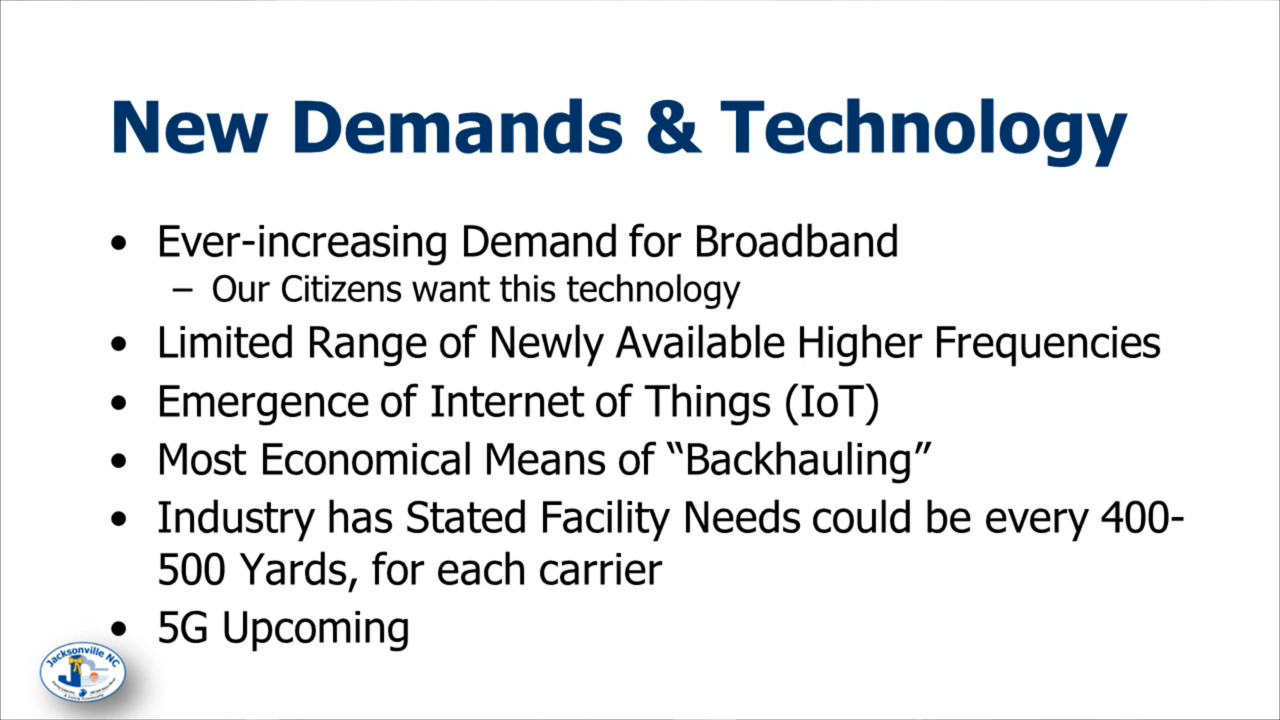 New Demands & Technology
• Ever-increasing Demand for Broadband
– Our Citizens want this technology
• Limited Range of Newly Available Higher Frequencies
• Emergence of Internet of Things (IoT)
• Most Economical Means of “Backhauling”
• Industry has Stated Facility Needs could be every 400-
500 Yards, for each carrier
• 5G Upcoming
Jacksonville NC